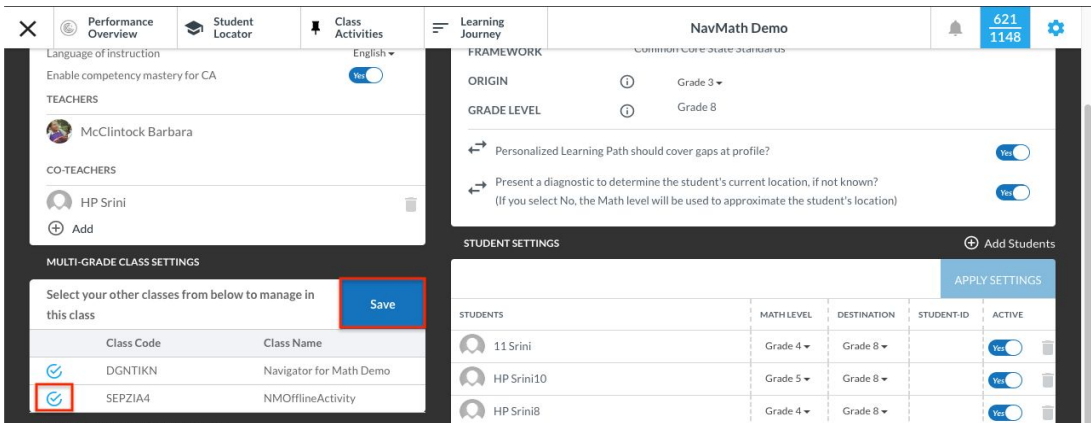 Performance Overview
Student Locator
Class Activities
Learning Journey
NavMath Demo
621
1148
Language of instruction English
Enable competency mastery for CA Yes
TEACHERS
McClintock Barbara
CO-TEACHERS
HP Srini
Add
MULTI-GRADE CLASS SETTINGS
Select your other classes from below to manage in
this class
Save
Class Code Class Name
DGNTIKN Navigator for Math Demo
SEPZIA4 NMOfflineActivity
FRAMEWORK Common Core State Standards
ORIGIN Grade 3
GRADE LEVEL Grade 8
Personalized Learning Path should cover gaps at profile? Yes
Present a diagnostic to determine the student's current location, if not known?
(If you select No, the Math level will be used to approximate the student's location) Yes
STUDENT SETTINGS Add Students
APPLY SETTINGS
STUDENTS MATH LEVEL DESTINATION STUDENT-ID ACTIVE
11 Srini Grade 4 Grade 8 Yes
HP Srini10 Grade 5 Grade 8 Yes
HP Srini8 Grade 4 Grade 8 Yes